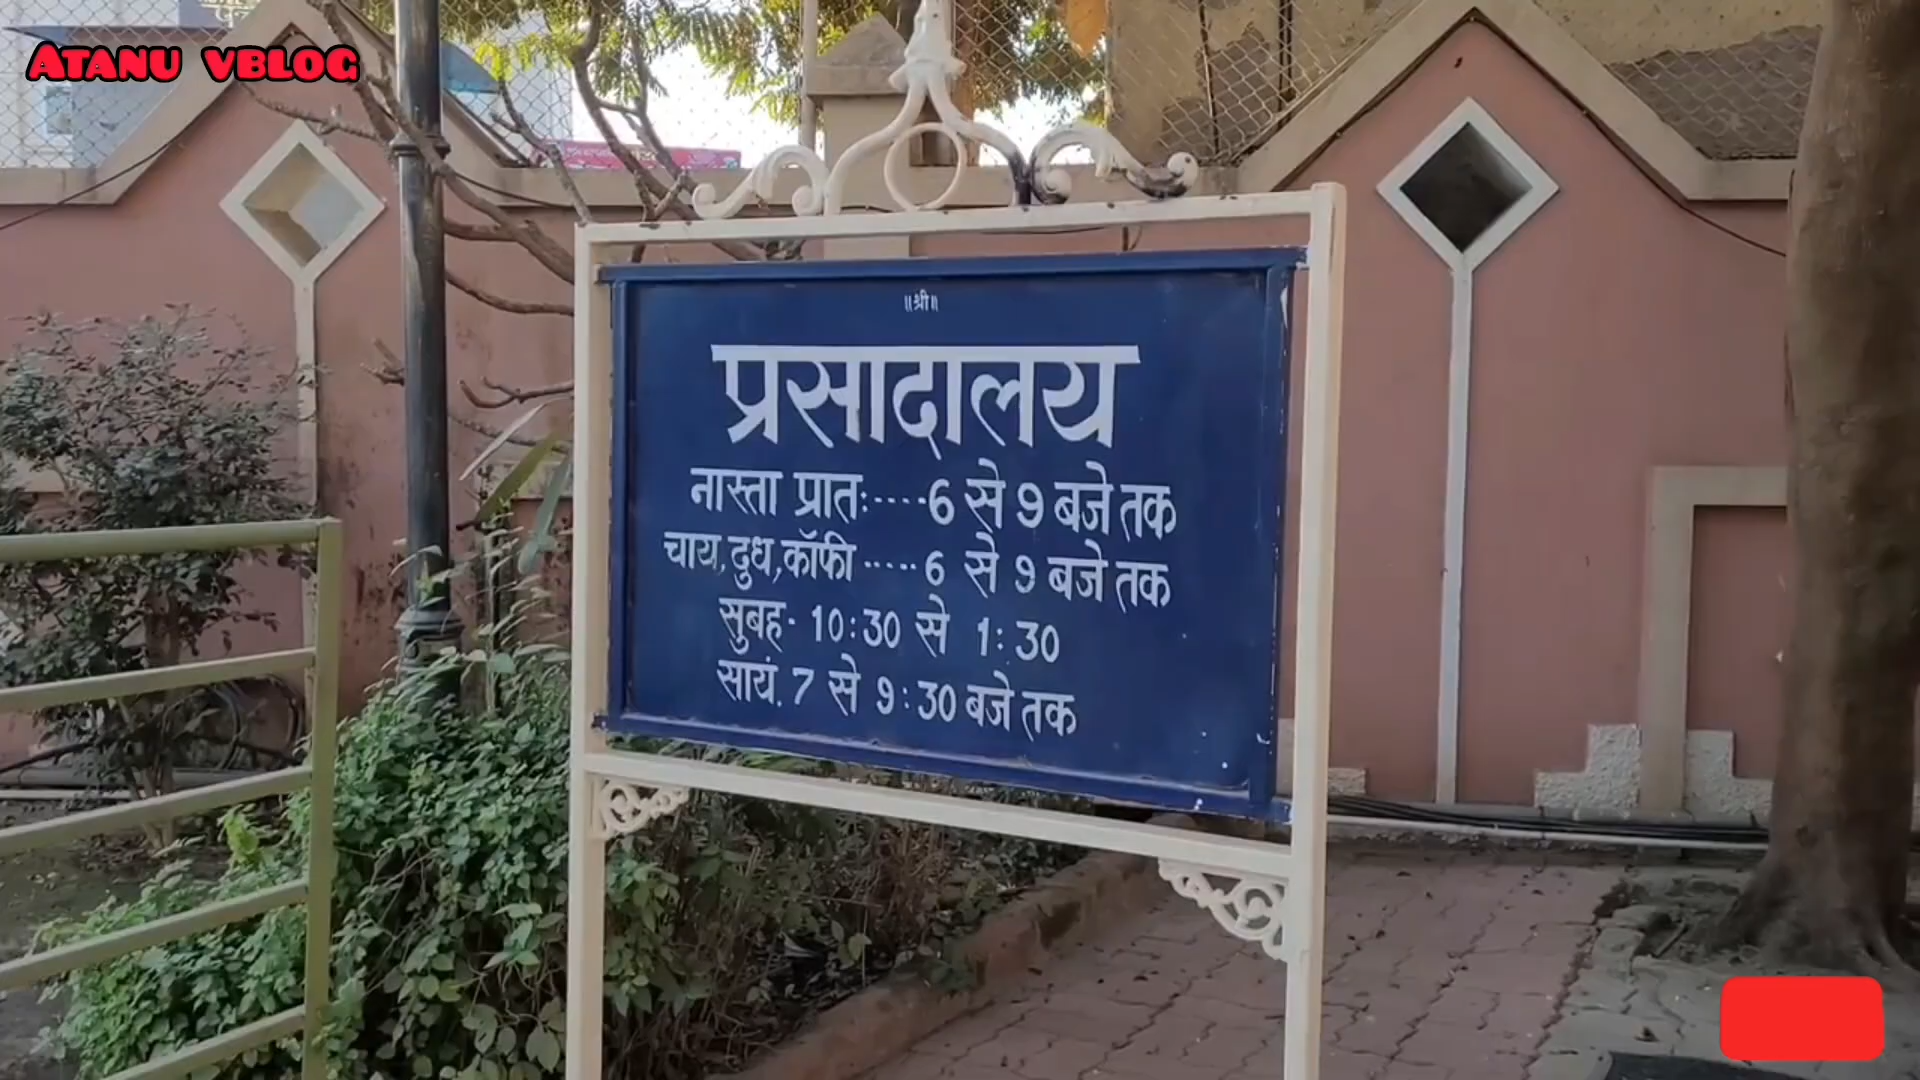 ATANU VBLOG
॥श्री॥
प्रसादालय
नास्ता प्रातः----6 से 9 बजे तक
चाय,दुध,कॉफी-----6 से 9 बजे तक
सुबह- 10:30 से 1:30
सायं. 7 से 9:30 बजे तक